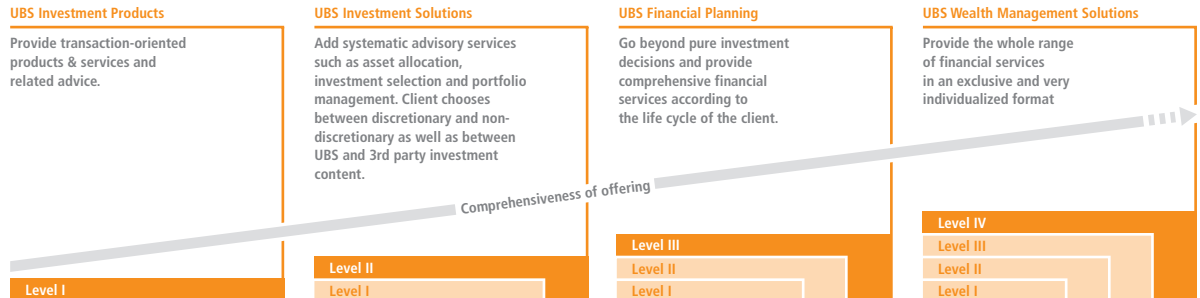 UBS Investment Products
Provide transaction-oriented
products & services and
related advice.
Level I
UBS Investment Solutions
Add systematic advisory services
such as asset allocation,
investment selection and portfolio
management. Client chooses
between discretionary and non-
discretionary as well as between
UBS and 3rd party investment
content.
Comprehensiveness of offering
Level II
Level I
UBS Financial Planning
Go beyond pure investment
decisions and provide
comprehensive financial
services according to
the life cycle of the client.
Level III
Level II
Level I
UBS Wealth Management Solutions
Provide the whole range
of financial services
in an exclusive and very
individualized format
Level IV
Level III
Level II
Level I